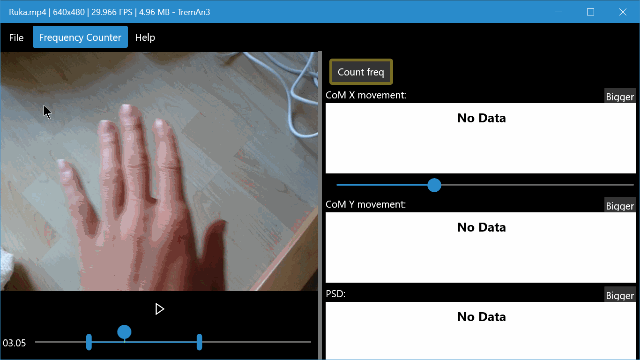 Ruka.mp4 | 640x480 | 29.966 FPS | 4.96 MB - TremAn3
File Frequency Counter Help
Count freq
CoM X movement: Bigger
No Data
CoM Y movement: Bigger
No Data
PSD: Bigger
No Data
03.05